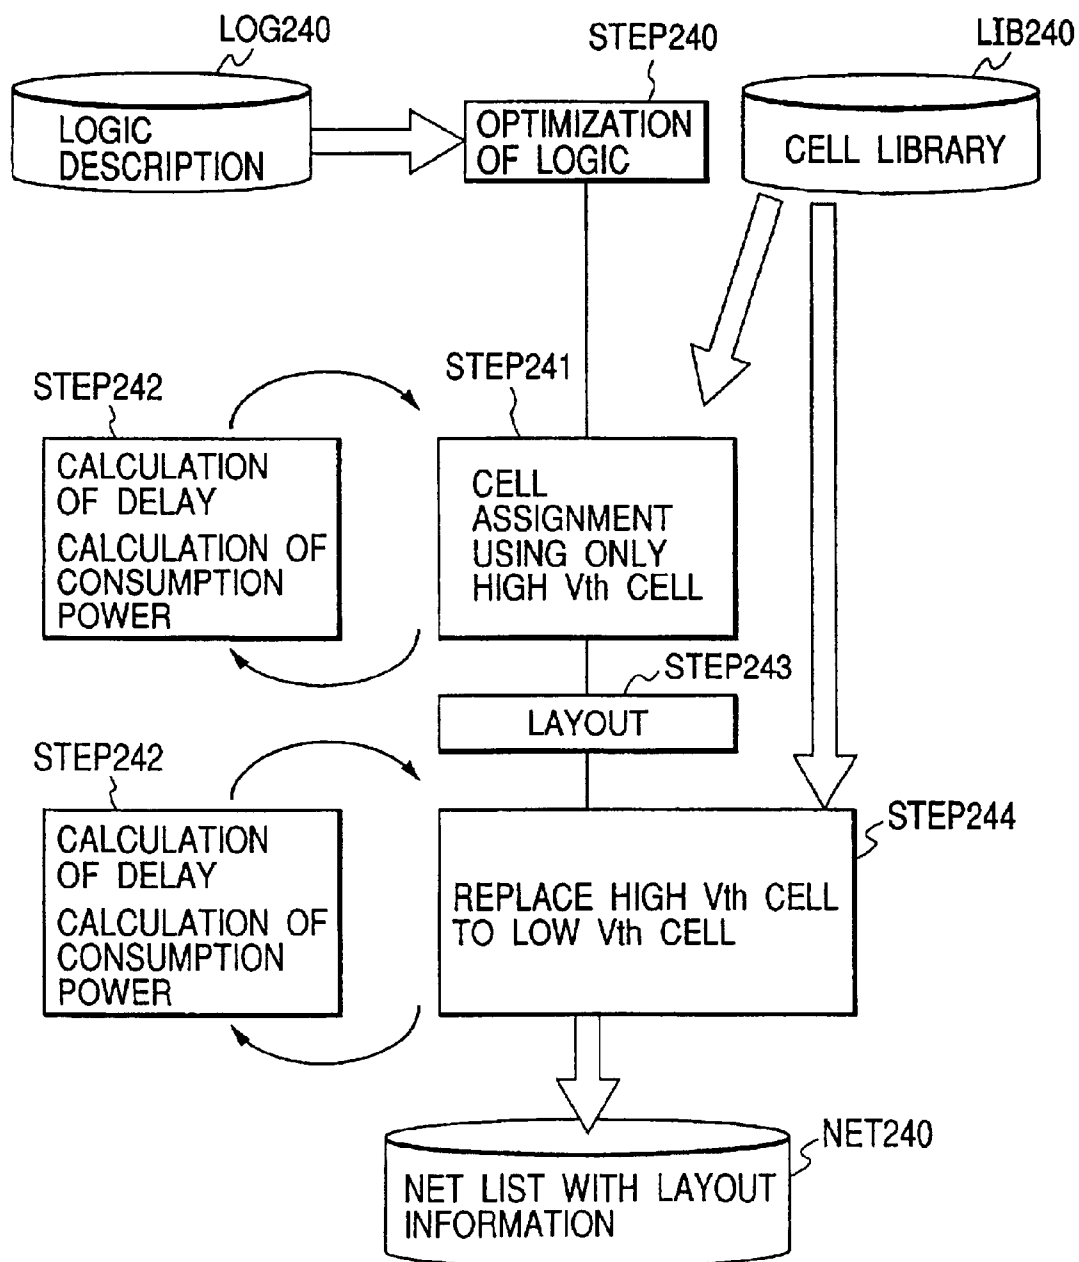 LOG240
STEP240
LIB240
LOGIC
DESCRIPTION
OPTIMIZATION
OF LOGIC
CELL LIBRARY
STEP242
STEP241
CALCULATION
OF DELAY
CALCULATION OF
CONSUMPTION
POWER
CELL
ASSIGNMENT
USING ONLY
HIGH Vth CELL
STEP243
LAYOUT
STEP242
STEP244
CALCULATION
OF DELAY
CALCULATION OF
CONSUMPTION
POWER
REPLACE HIGH Vth CELL
TO LOW Vth CELL
NET240
NET LIST WITH LAYOUT
INFORMATION